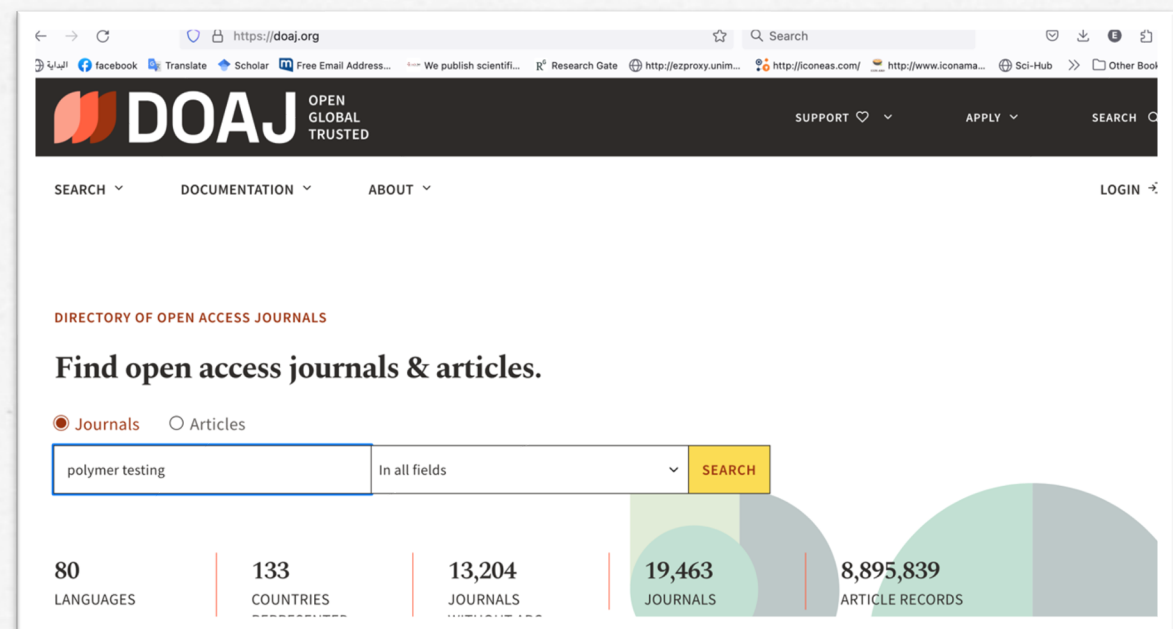 https://doaj.org
Search
البداية
facebook
Translate
Scholar
Free Email Address...
We publish scientifi...
Research Gate
http://ezproxy.unim...
http://iconeas.com/
http://www.iconama...
Sci-Hub
Other Book
DOAJ
OPEN
GLOBAL
TRUSTED
SUPPORT
APPLY
SEARCH
SEARCH
DOCUMENTATION
ABOUT
LOGIN
DIRECTORY OF OPEN ACCESS JOURNALS
Find open access journals & articles.
Journals
Articles
polymer testing
In all fields
SEARCH
80
LANGUAGES
133
COUNTRIES
REPRESENTED
13,204
JOURNALS
WITHOUT APC
19,463
JOURNALS
8,895,839
ARTICLE RECORDS